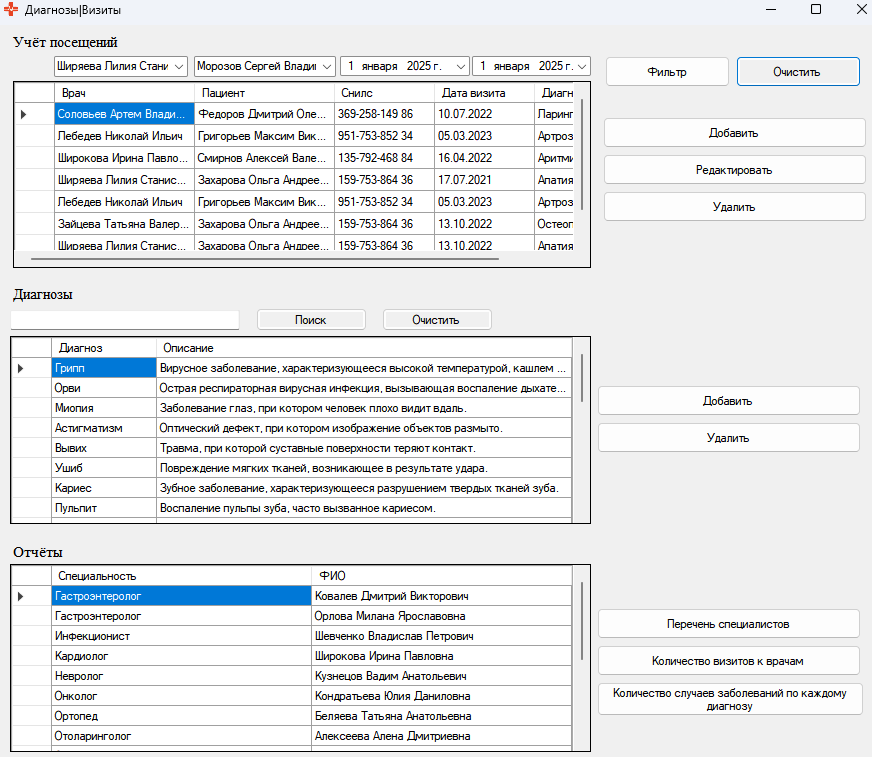 Диагнозы|Визиты
Учёт посещений
Ширяева Лилия Стани Морозов Сергей Владии 1 января 2025 г. 1 января 2025 г. Фильтр Очистить
Врач Пациент Снилс Дата визита Диагн
Соловьев Артем Влади... Федоров Дмитрий Оле... 369-258-149 86 10.07.2022 Ларинг
Лебедев Николай Ильич Григорьев Максим Вик... 951-753-852 34 05.03.2023 Артроз
Широкова Ирина Павло... Смирнов Алексей Вале... 135-792-468 84 16.04.2022 Аритми
Ширяева Лилия Станис... Захарова Ольга Андрее... 159-753-864 36 17.07.2021 Апатия
Лебедев Николай Ильич Григорьев Максим Вик... 951-753-852 34 05.03.2023 Артроз
Зайцева Татьяна Валер... Захарова Ольга Андрее... 159-753-864 36 13.10.2022 Остеоп
Ширяева Лилия Станис... Захарова Ольга Андрее... 159-753-864 36 13.10.2022 Апатия
Добавить
Редактировать
Удалить
Диагнозы
Поиск Очистить
Диагноз Описание
Грипп Вирусное заболевание, характеризующееся высокой температурой, кашлем ...
Орви Острая респираторная вирусная инфекция, вызывающая воспаление дыхате...
Миопия Заболевание глаз, при котором человек плохо видит вдаль.
Астигматизм Оптический дефект, при котором изображение объектов размыто.
Вывих Травма, при которой суставные поверхности теряют контакт.
Ушиб Повреждение мягких тканей, возникающее в результате удара.
Кариес Зубное заболевание, характеризующееся разрушением твердых тканей зуба.
Пульпит Воспаление пульпы зуба, часто вызванное кариесом.
Добавить
Удалить
Отчёты
Специальность ФИО
Гастроэнтеролог Ковалев Дмитрий Викторович
Гастроэнтеролог Орлова Милана Ярославовна
Инфекционист Шевченко Владислав Петрович
Кардиолог Широкова Ирина Павловна
Невролог Кузнецов Вадим Анатольевич
Онколог Кондратьева Юлия Даниловна
Ортопед Беляева Татьяна Анатольевна
Отоларинголог Алексеева Алена Дмитриевна
Перечень специалистов
Количество визитов к врачам
Количество случаев заболеваний по каждому
диагнозу